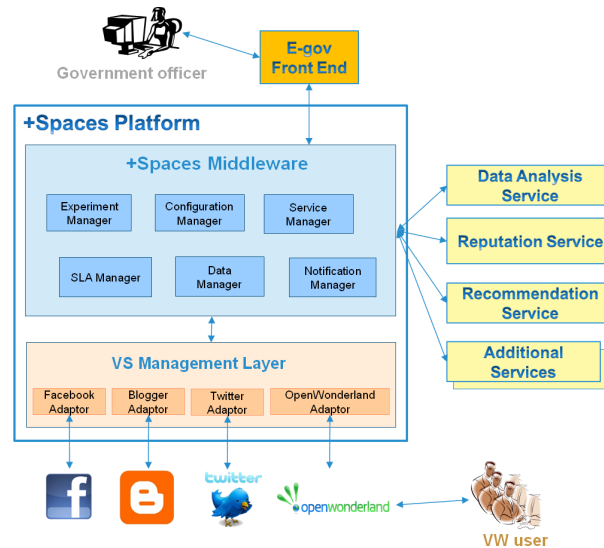 Government officer
E-gov
Front End
+Spaces Platform
+Spaces Middleware
Experiment
Manager
Configuration
Manager
Service
Manager
SLA Manager
Data
Manager
Notification
Manager
Data Analysis
Service
Reputation Service
Recommendation
Service
Additional
Services
VS Management Layer
Facebook
Adaptor
Blogger
Adaptor
Twitter
Adaptor
OpenWonderland
Adaptor
f
B
twitter
openwonderland
VW user